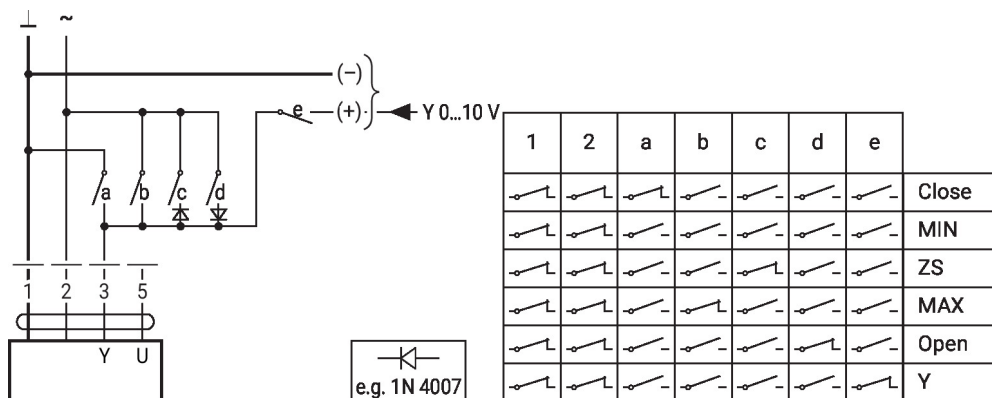 ⊥ ~
(–)
e (+) Y 0...10 V
a b c d
1 2 3 5
Y U
e.g. 1N 4007
1 2 a b c d e
Close
MIN
ZS
MAX
Open
Y